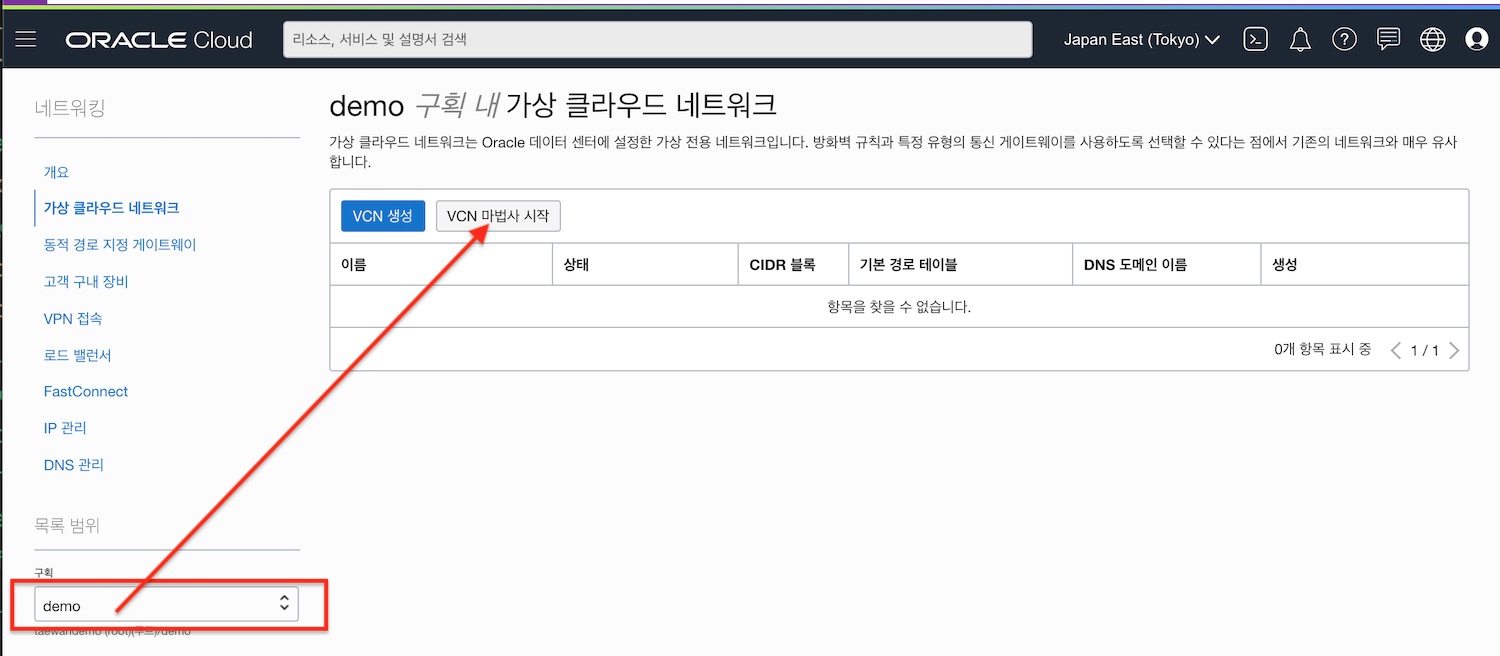 ORACLE Cloud
리소스, 서비스 및 설명서 검색
Japan East (Tokyo)
네트워킹
개요
가상 클라우드 네트워크
동적 경로 지정 게이트웨이
고객 구내 장비
VPN 접속
로드 밸런서
FastConnect
IP 관리
DNS 관리
목록 범위
구획
demo
taewandemo (root)(루트)/demo
demo 구획 내 가상 클라우드 네트워크
가상 클라우드 네트워크는 Oracle 데이터 센터에 설정한 가상 전용 네트워크입니다. 방화벽 규칙과 특정 유형의 통신 게이트웨이를 사용하도록 선택할 수 있다는 점에서 기존의 네트워크와 매우 유사
합니다.
VCN 생성 VCN 마법사 시작
이름 상태 CIDR 블록 기본 경로 테이블 DNS 도메인 이름 생성
항목을 찾을 수 없습니다.
0개 항목 표시 중 1 / 1